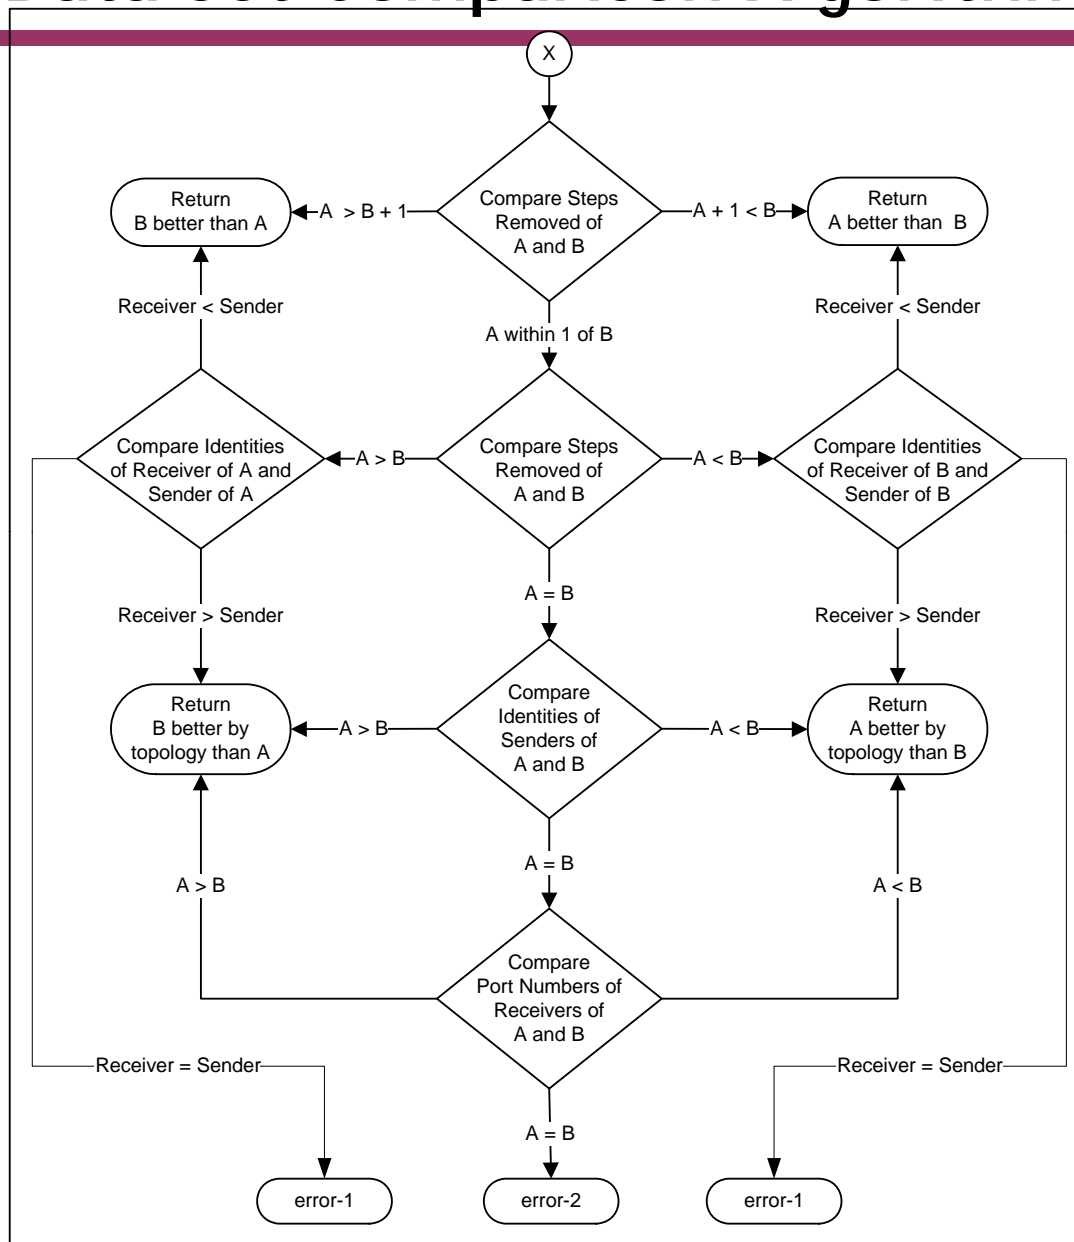 X
Compare Steps
Removed of
A and B
Return
B better than A
A > B + 1
A + 1 < B
Return
A better than B
Receiver < Sender
A within 1 of B
Receiver < Sender
Compare Identities
of Receiver of A and
Sender of A
A > B
Compare Steps
Removed of
A and B
A < B
Compare Identities
of Receiver of B and
Sender of B
A = B
Receiver > Sender
Receiver > Sender
Return
B better by
topology than A
A > B
Compare
Identities of
Senders of
A and B
A < B
Return
A better by
topology than B
A = B
A > B
A < B
Compare
Port Numbers of
Receivers of
A and B
Receiver = Sender
Receiver = Sender
A = B
error-1
error-2
error-1